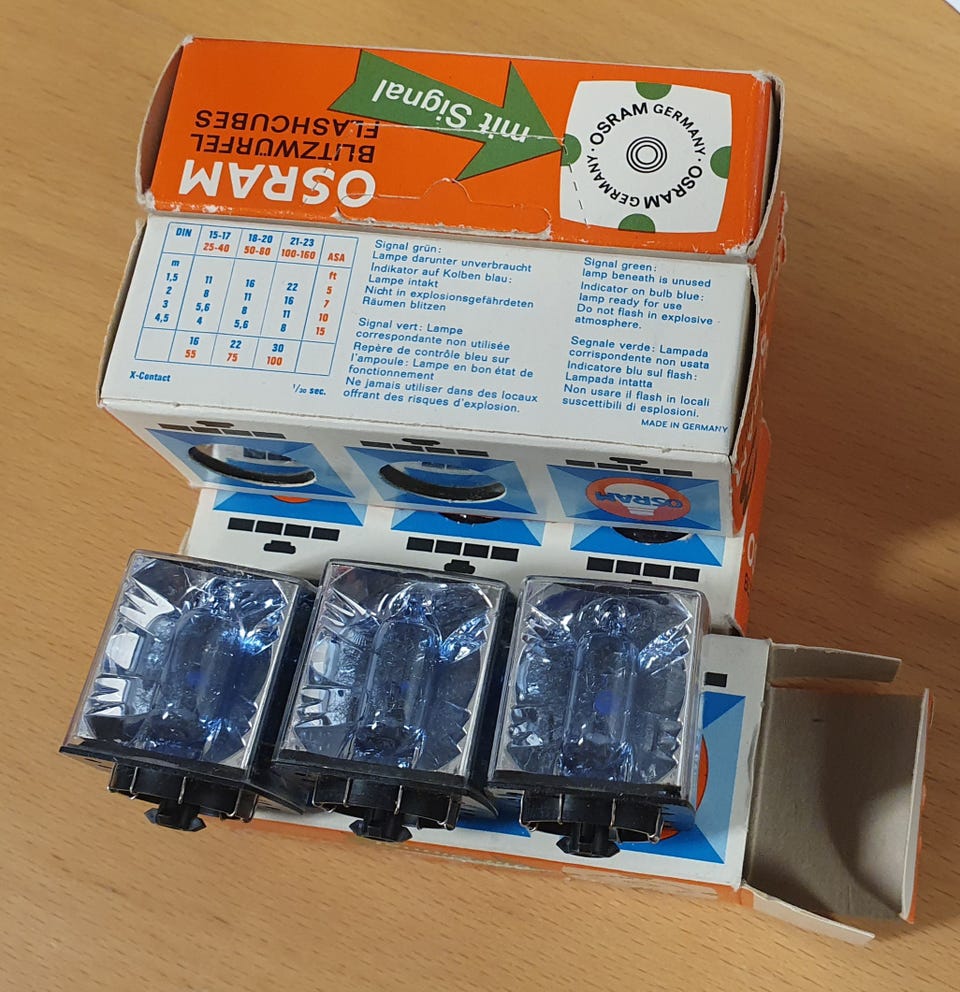 OSRAM
BLITZWÜRFEL
FLASHCUBES
mit Signal
OSRAM GERMANY · OSRAM GERMANY ·
DIN 15-17 18-20 21-23
25-40 50-80 100-160 ASA
m ft
1,5 11 16 22 5
2 8 11 16 7
3 5,6 8 11 10
4,5 4 5,6 8 15
16 22 30
55 75 100
X-Contact
1/30 sec.
Signal grün:
Lampe darunter unverbraucht
Indikator auf Kolben blau:
Lampe intakt
Nicht in explosionsgefährdeten
Räumen blitzen
Signal vert: Lampe
correspondante non utilisée
Repère de contrôle bleu sur
l'ampoule: Lampe en bon état de
fonctionnement
Ne jamais utiliser dans des locaux
offrant des risques d'explosion.
Signal green:
lamp beneath is unused
Indicator on bulb blue:
lamp ready for use
Do not flash in explosive
atmosphere.
Segnale verde: Lampada
corrispondente non usata
Indicatore blu sul flash:
Lampada intatta
Non usare il flash in locali
suscettibili di esplosioni.
MADE IN GERMANY
OSRAM